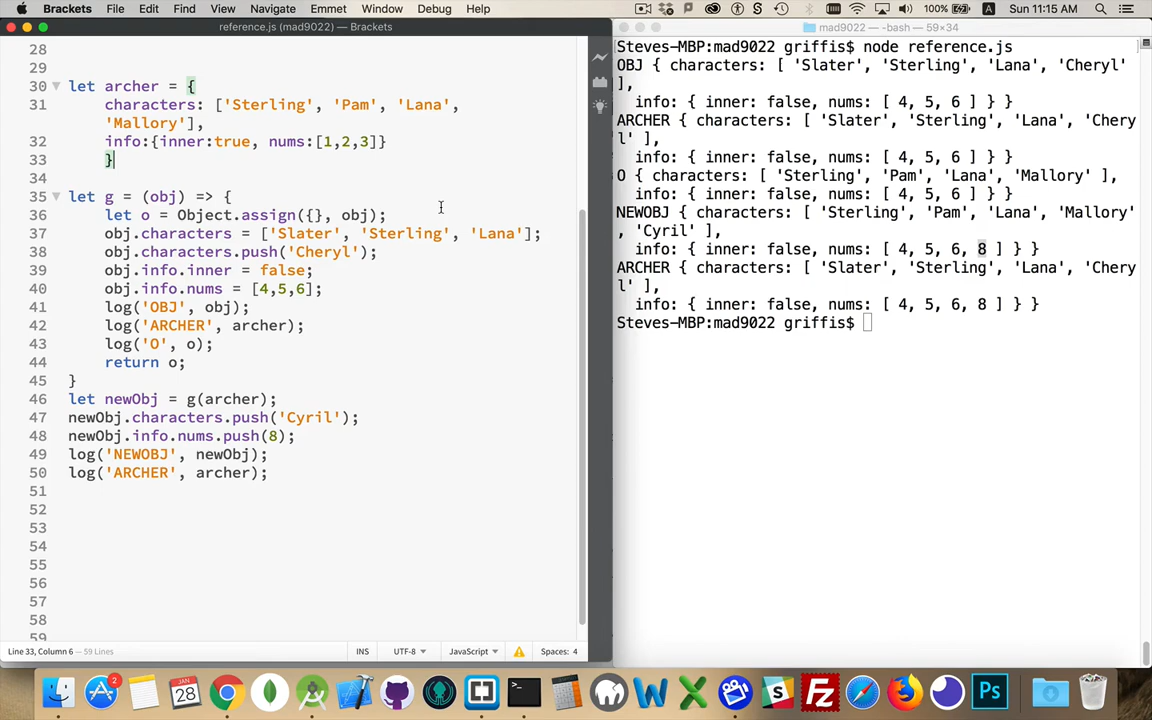 Brackets File Edit Find View Navigate Emmet Window Debug Help
100% Sun 11:15 AM
reference.js (mad9022) — Brackets
mad9022 — -bash — 59×34
28
29
30 let archer = {
31 characters: ['Sterling', 'Pam', 'Lana',
'Mallory'],
32 info:{inner:true, nums:[1,2,3]}
33 }
34
35 let g = (obj) => {
36 let o = Object.assign({}, obj);
37 obj.characters = ['Slater', 'Sterling', 'Lana'];
38 obj.characters.push('Cheryl');
39 obj.info.inner = false;
40 obj.info.nums = [4,5,6];
41 log('OBJ', obj);
42 log('ARCHER', archer);
43 log('O', o);
44 return o;
45 }
46 let newObj = g(archer);
47 newObj.characters.push('Cyril');
48 newObj.info.nums.push(8);
49 log('NEWOBJ', newObj);
50 log('ARCHER', archer);
51
52
53
54
55
56
57
58
59
Line 33, Column 6 — 59 Lines
INS UTF-8 JavaScript Spaces: 4
Steves-MBP:mad9022 griffis$ node reference.js
OBJ { characters: [ 'Slater', 'Sterling', 'Lana', 'Cheryl'
],
info: { inner: false, nums: [ 4, 5, 6 ] } }
ARCHER { characters: [ 'Slater', 'Sterling', 'Lana', 'Chery
l' ],
info: { inner: false, nums: [ 4, 5, 6 ] } }
O { characters: [ 'Sterling', 'Pam', 'Lana', 'Mallory' ],
info: { inner: false, nums: [ 4, 5, 6 ] } }
NEWOBJ { characters: [ 'Sterling', 'Pam', 'Lana', 'Mallory'
, 'Cyril' ],
info: { inner: false, nums: [ 4, 5, 6, 8 ] } }
ARCHER { characters: [ 'Slater', 'Sterling', 'Lana', 'Chery
l' ],
info: { inner: false, nums: [ 4, 5, 6, 8 ] } }
Steves-MBP:mad9022 griffis$
2
JAN
28
Ps